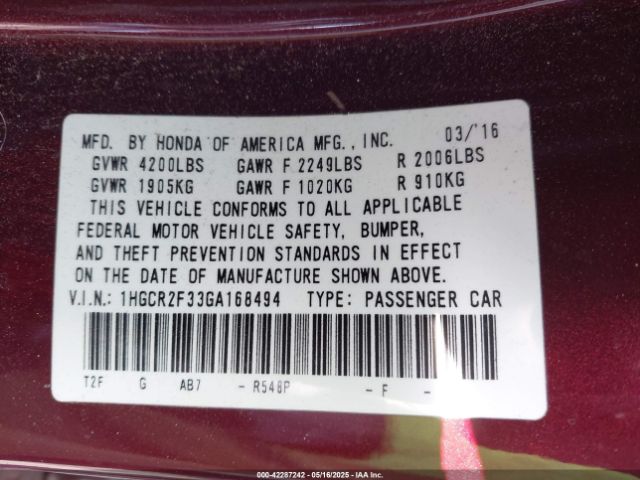 MFD. BY HONDA OF AMERICA MFG., INC. 03/'16
GVWR 4200LBS GAWR F 2249LBS R 2006LBS
GVWR 1905KG GAWR F 1020KG R 910KG
THIS VEHICLE CONFORMS TO ALL APPLICABLE
FEDERAL MOTOR VEHICLE SAFETY, BUMPER,
AND THEFT PREVENTION STANDARDS IN EFFECT
ON THE DATE OF MANUFACTURE SHOWN ABOVE.
V.I.N.: 1HGCR2F33GA168494 TYPE: PASSENGER CAR
T2F G AB7 - R548P - F -
000-42287242 - 05/16/2025 - IAA Inc.